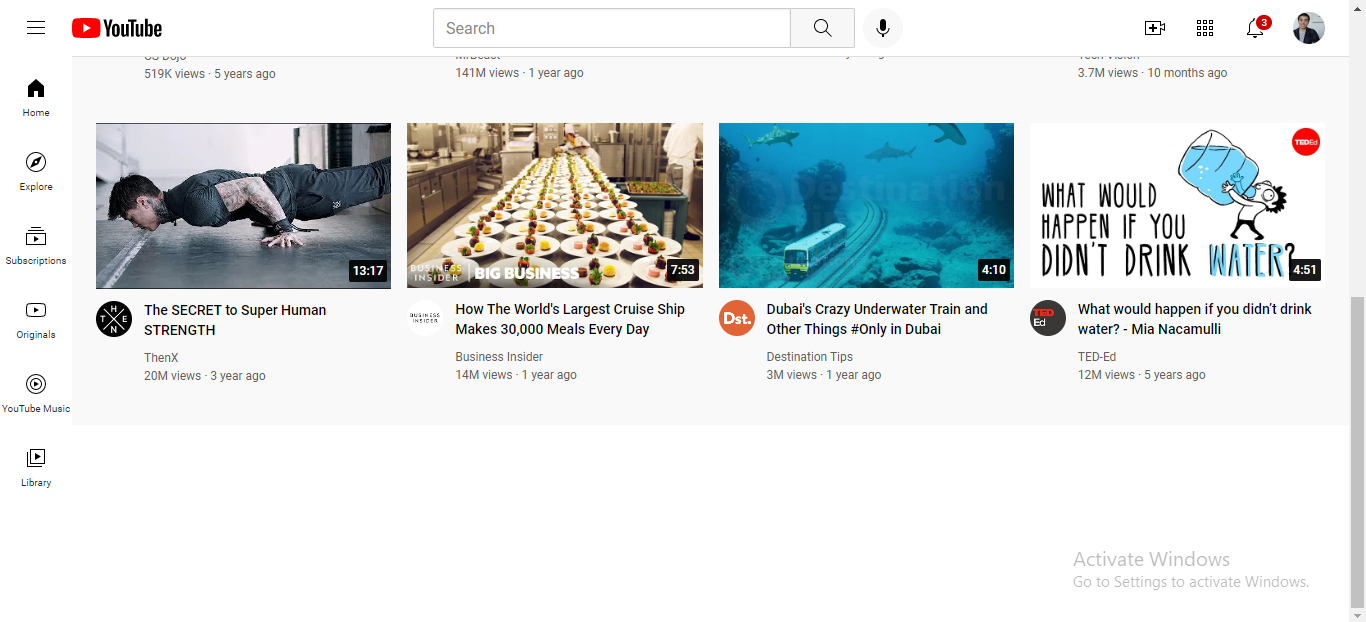 YouTube
Search
3
519K views · 5 years ago
141M views · 1 year ago
3.7M views · 10 months ago
Home
Explore
Subscriptions
Originals
YouTube Music
Library
13:17
BUSINESS
INSIDER
BIG BUSINESS
7:53
4:10
TEDEd
WHAT WOULD
HAPPEN IF YOU
DIDN'T DRINK WATER?
4:51
THEN
The SECRET to Super Human
STRENGTH
ThenX
20M views · 3 year ago
BUSINESS
INSIDER
How The World's Largest Cruise Ship
Makes 30,000 Meals Every Day
Business Insider
14M views · 1 year ago
Dst.
Dubai's Crazy Underwater Train and
Other Things #Only in Dubai
Destination Tips
3M views · 1 year ago
TED
Ed
What would happen if you didn’t drink
water? - Mia Nacamulli
TED-Ed
12M views · 5 years ago
Activate Windows
Go to Settings to activate Windows.